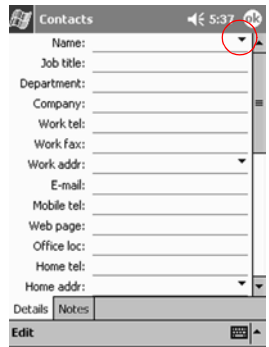 Contacts 5:37 ok
Name:
Job title:
Department:
Company:
Work tel:
Work fax:
Work addr:
E-mail:
Mobile tel:
Web page:
Office loc:
Home tel:
Home addr:
Details Notes
Edit